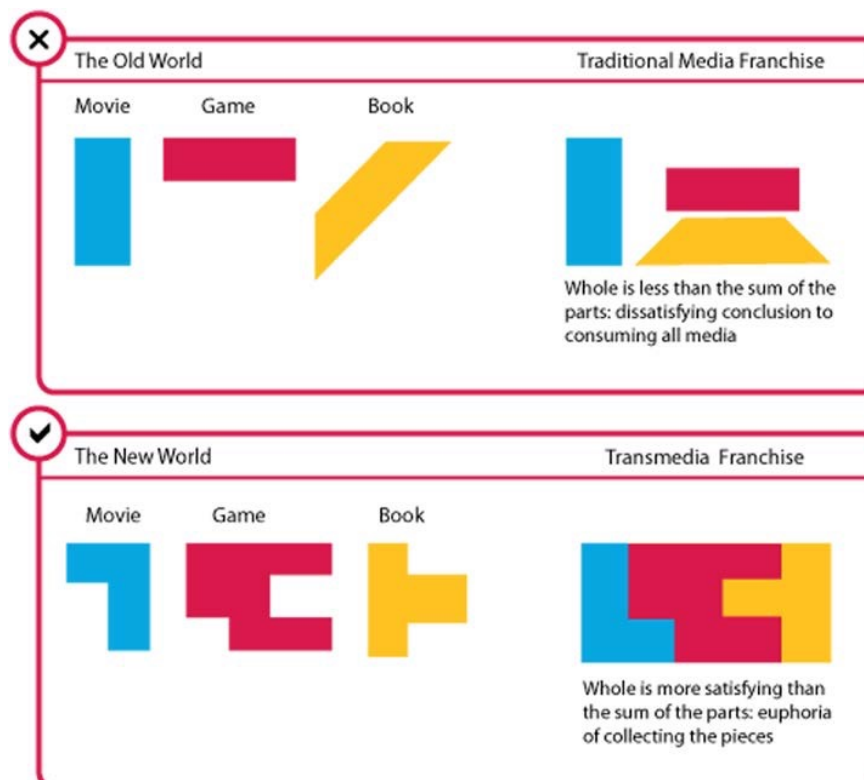 The Old World
Traditional Media Franchise
Movie
Game
Book
Whole is less than the sum of the
parts: dissatisfying conclusion to
consuming all media
The New World
Transmedia Franchise
Movie
Game
Book
Whole is more satisfying than
the sum of the parts: euphoria
of collecting the pieces